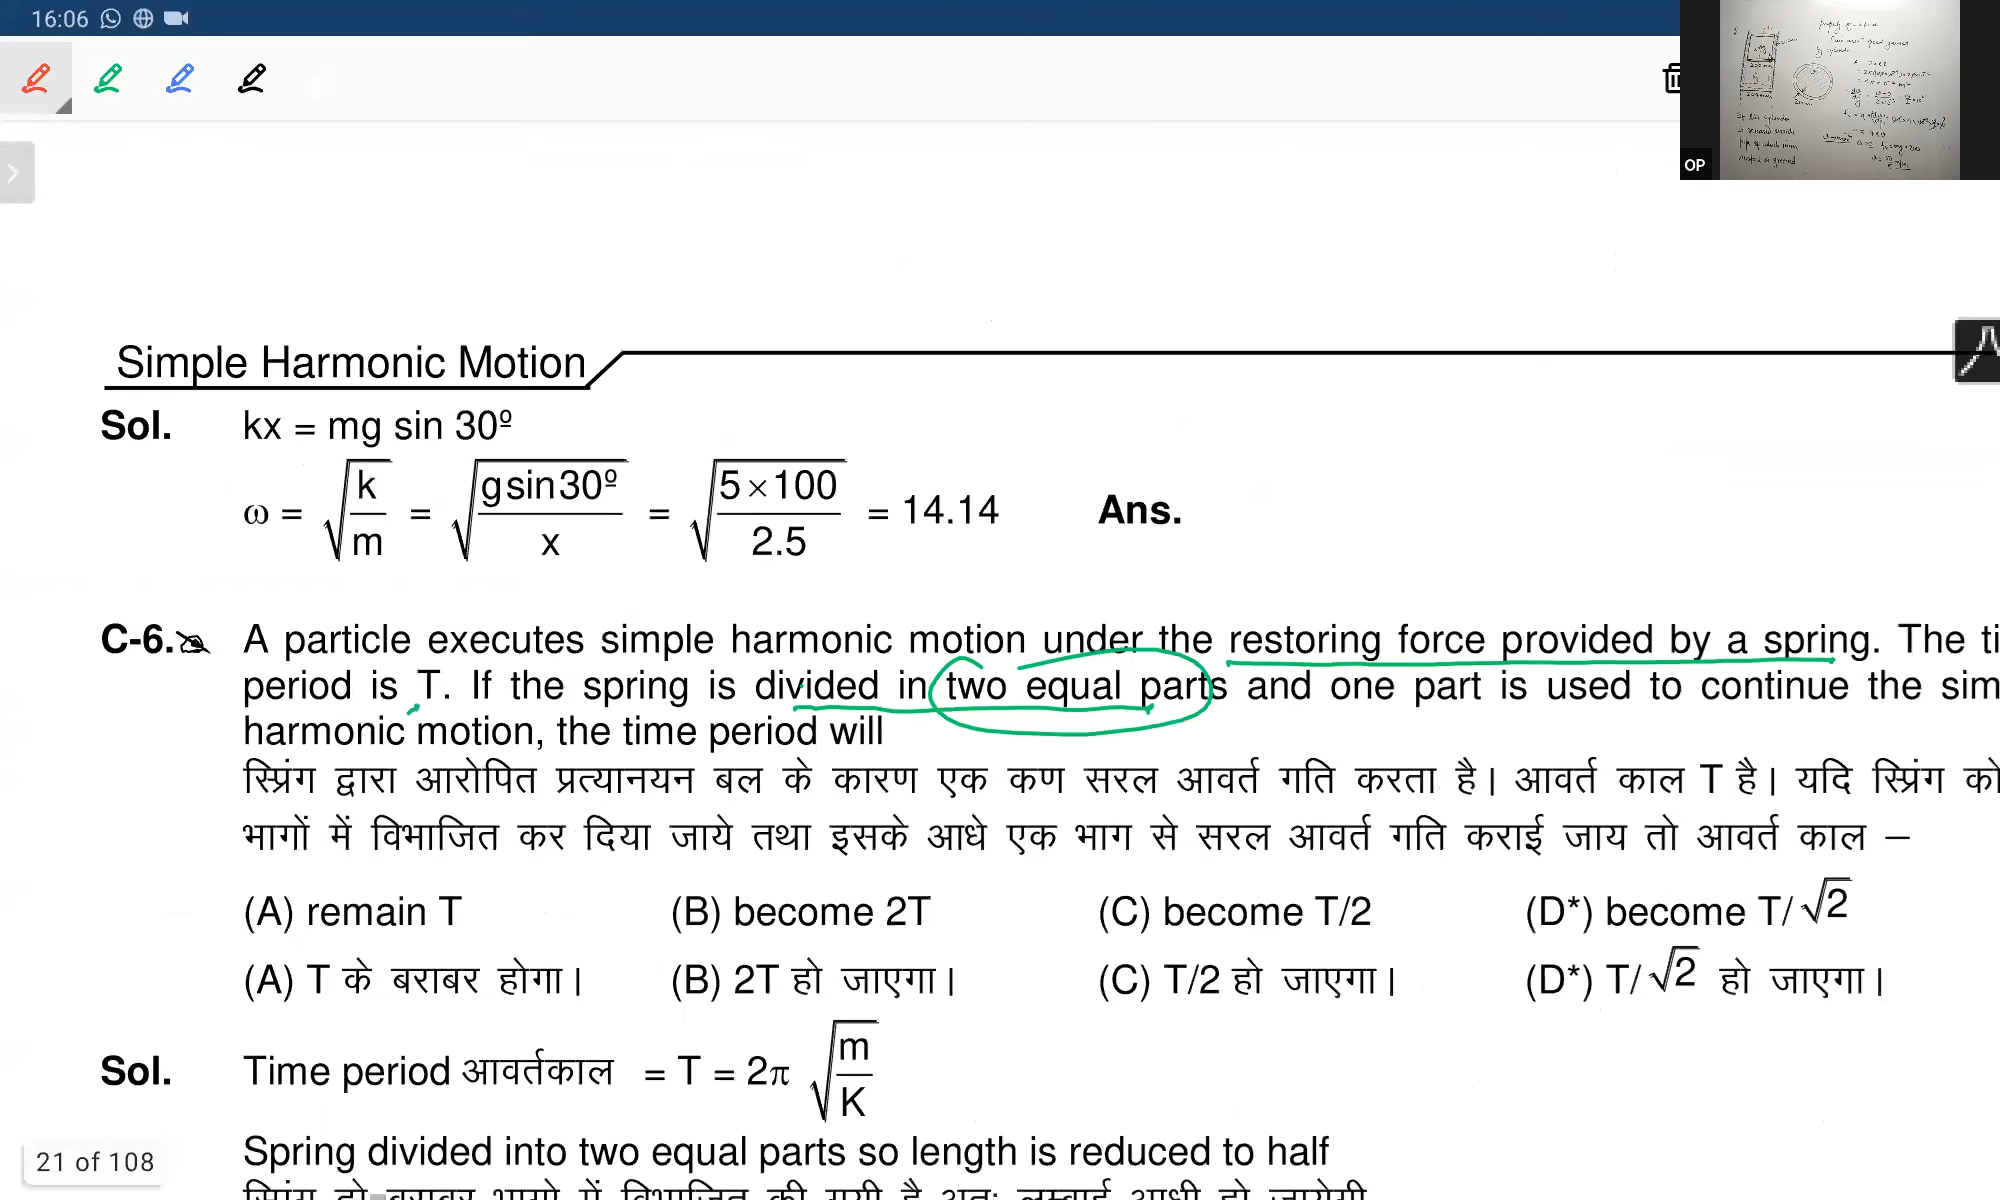 16:06
OP
Simple Harmonic Motion
Sol. kx = mg sin 30º
ω = √(k/m) = √(g sin 30º/x) = √(5×100/2.5) = 14.14 Ans.
C-6. A particle executes simple harmonic motion under the restoring force provided by a spring. The ti
period is T. If the spring is divided in two equal parts and one part is used to continue the sim
harmonic motion, the time period will
स्प्रिंग द्वारा आरोपित प्रत्यानयन बल के कारण एक कण सरल आवर्त गति करता है। आवर्त काल T है। यदि स्प्रिंग को
भागों में विभाजित कर दिया जाये तथा इसके आधे एक भाग से सरल आवर्त गति कराई जाय तो आवर्त काल –
(A) remain T (B) become 2T (C) become T/2 (D*) become T/√2
(A) T के बराबर होगा। (B) 2T हो जाएगा। (C) T/2 हो जाएगा। (D*) T/√2 हो जाएगा।
Sol. Time period आवर्तकाल = T = 2π √(m/K)
Spring divided into two equal parts so length is reduced to half
21 of 108